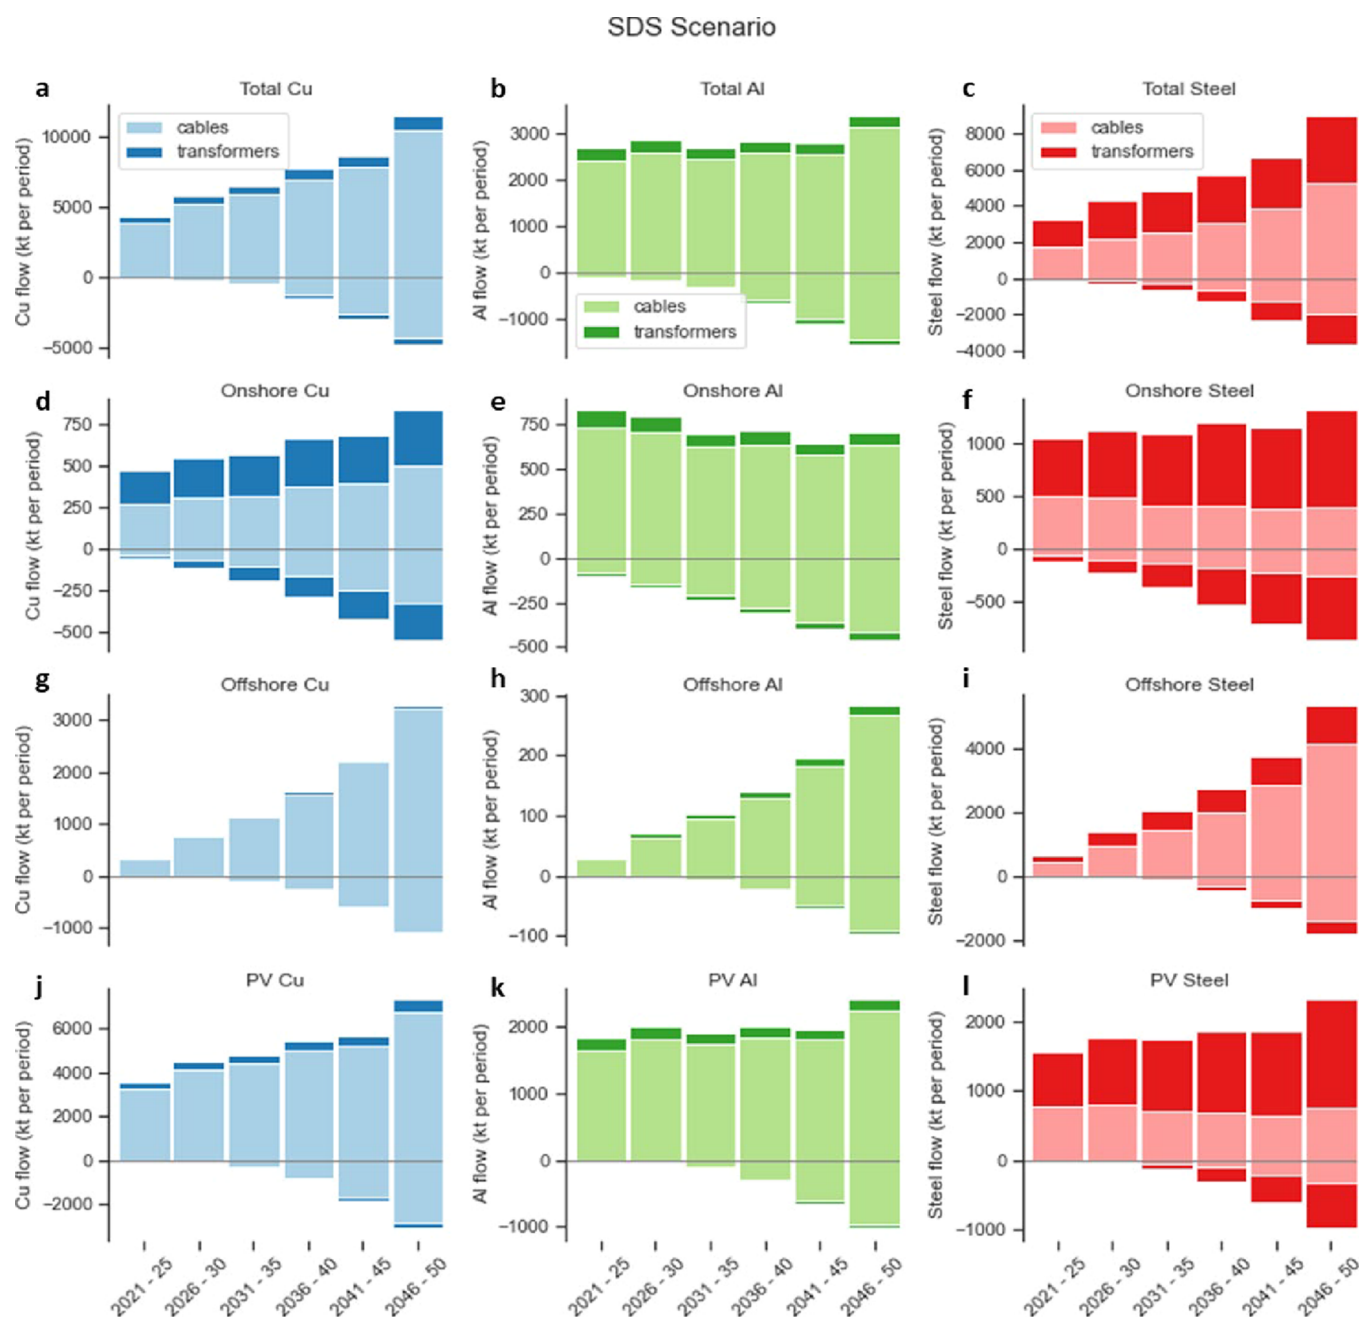 SDS Scenario
a
Total Cu
Cu flow (kt per period)
10000
5000
0
−5000
cables
transformers
b
Total Al
Al flow (kt per period)
3000
2000
1000
0
−1000
cables
transformers
c
Total Steel
Steel flow (kt per period)
8000
6000
4000
2000
0
−2000
−4000
cables
transformers
d
Onshore Cu
Cu flow (kt per period)
750
500
250
0
−250
−500
e
Onshore Al
Al flow (kt per period)
750
500
250
0
−250
−500
f
Onshore Steel
Steel flow (kt per period)
1000
500
0
−500
g
Offshore Cu
Cu flow (kt per period)
3000
2000
1000
0
−1000
h
Offshore Al
Al flow (kt per period)
300
200
100
0
−100
i
Offshore Steel
Steel flow (kt per period)
4000
2000
0
−2000
j
PV Cu
Cu flow (kt per period)
6000
4000
2000
0
−2000
2021 - 25
2026 - 30
2031 - 35
2036 - 40
2041 - 45
2046 - 50
k
PV Al
Al flow (kt per period)
2000
1000
0
−1000
2021 - 25
2026 - 30
2031 - 35
2036 - 40
2041 - 45
2046 - 50
l
PV Steel
Steel flow (kt per period)
2000
1000
0
−1000
2021 - 25
2026 - 30
2031 - 35
2036 - 40
2041 - 45
2046 - 50